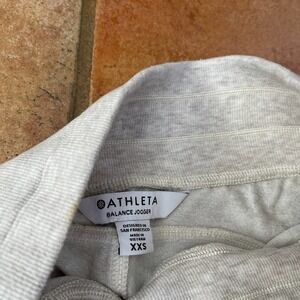 ATHLETA
BALANCE JOGGER
DESIGNED IN
SAN FRANCISCO
MADE IN
VIETNAM
XXS